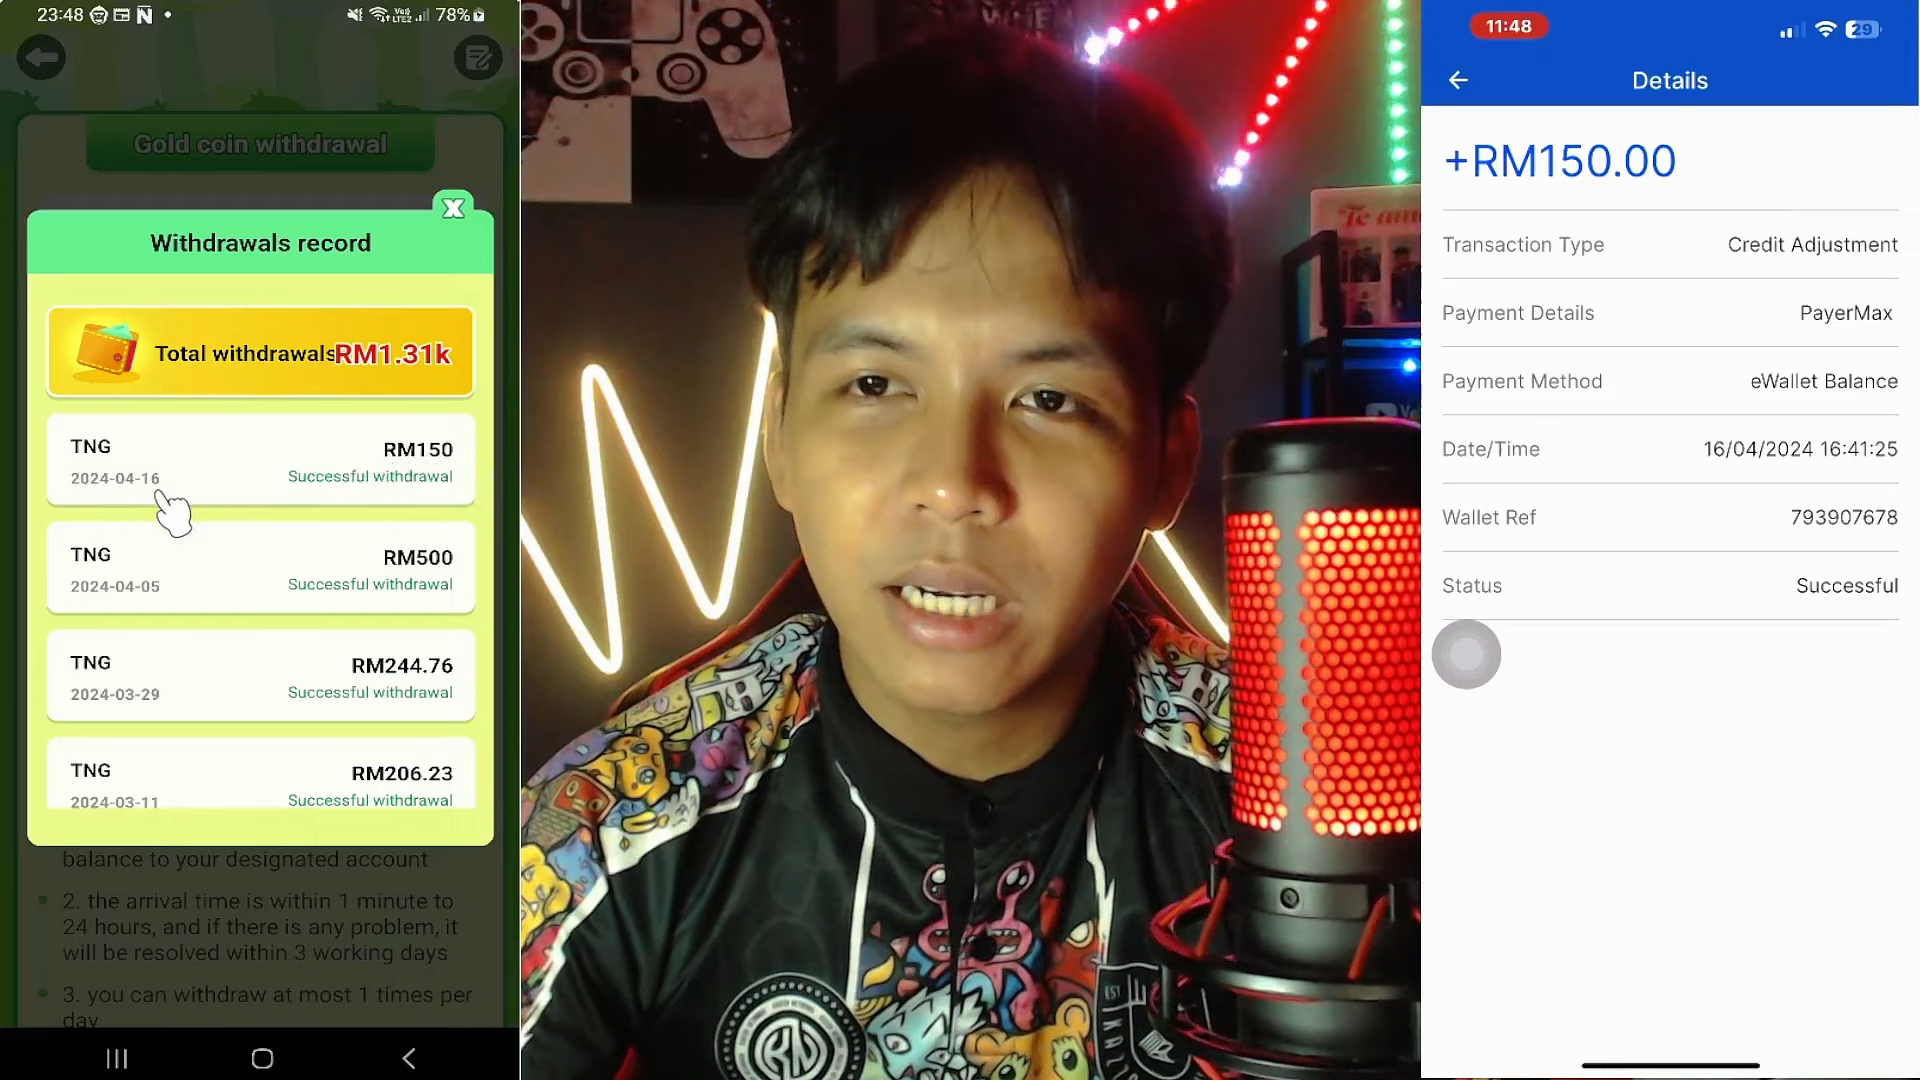 23:48
78%
Gold coin withdrawal
X
Withdrawals record
Total withdrawals RM1.31k
TNG
RM150
2024-04-16
Successful withdrawal
TNG
RM500
2024-04-05
Successful withdrawal
TNG
RM244.76
2024-03-29
Successful withdrawal
TNG
RM206.23
2024-03-11
Successful withdrawal
balance to your designated account
2. the arrival time is within 1 minute to
24 hours, and if there is any problem, it
will be resolved within 3 working days
3. you can withdraw at most 1 times per
day
WHEN
EST
11:48
29
Details
+RM150.00
Transaction Type
Credit Adjustment
Payment Details
PayerMax
Payment Method
eWallet Balance
Date/Time
16/04/2024 16:41:25
Wallet Ref
793907678
Status
Successful